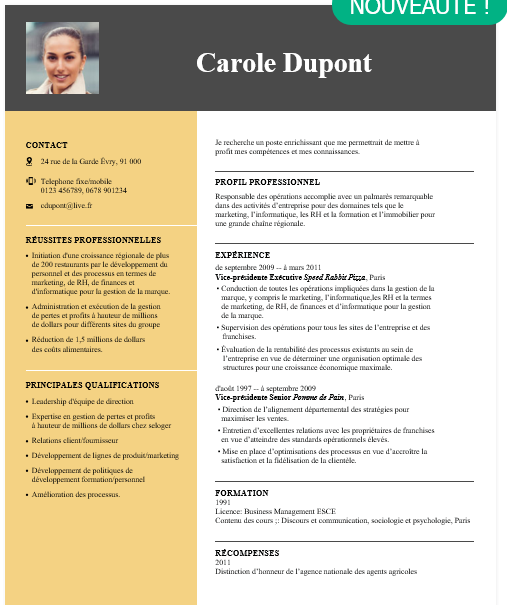 NOUVEAUTÉ !
Carole Dupont
CONTACT
24 rue de la Garde Évry, 91 000
Telephone fixe/mobile
0123 456789, 0678 901234
cdupont@live.fr
RÉUSSITES PROFESSIONNELLES
• Initiation d'une croissance régionale de plus
de 200 restaurants par le développement du
personnel et des processus en termes de
marketing, de RH, de finances et
d'informatique pour la gestion de la marque.
• Administration et exécution de la gestion
de pertes et profits à hauteur de millions
de dollars pour différents sites du groupe
• Réduction de 1,5 millions de dollars
des coûts alimentaires.
PRINCIPALES QUALIFICATIONS
• Leadership d'équipe de direction
• Expertise en gestion de pertes et profits
à hauteur de millions de dollars chez seloger
• Relations client/fournisseur
• Développement de lignes de produit/marketing
• Développement de politiques de
développement formation/personnel
• Amélioration des processus.
Je recherche un poste enrichissant que me permettrait de mettre à
profit mes compétences et mes connaissances.
PROFIL PROFESSIONNEL
Responsable des opérations accomplie avec un palmarès remarquable
dans des activités d’entreprise pour des domaines tels que le
marketing, l’informatique, les RH et la formation et l’immobilier pour
une grande chaîne régionale.
EXPÉRIENCE
de septembre 2009 -- à mars 2011
Vice-présidente Exécutive Speed Rabbit Pizza, Paris
• Conduction de toutes les opérations impliquées dans la gestion de la
marque, y compris le marketing, l’informatique,les RH et la termes
de marketing, de RH, de finances et d’informatique pour la gestion
de la marque.
• Supervision des opérations pour tous les sites de l’entreprise et des
franchises.
• Évaluation de la rentabilité des processus existants au sein de
l’entreprise en vue de déterminer une organisation optimale des
structures pour une croissance économique maximale.
d'août 1997 -- à septembre 2009
Vice-présidente Senior Pomme de Pain, Paris
• Direction de l’alignement départemental des stratégies pour
maximiser les ventes.
• Entretien d’excellentes relations avec les propriétaires de franchises
en vue d’atteindre des standards opérationnels élevés.
• Mise en place d’optimisations des processus en vue d’accroître la
satisfaction et la fidélisation de la clientèle.
FORMATION
1991
Licence: Business Management ESCE
Contenu des cours ;: Discours et communication, sociologie et psychologie, Paris
RÉCOMPENSES
2011
Distinction d’honneur de l’agence nationale des agents agricoles